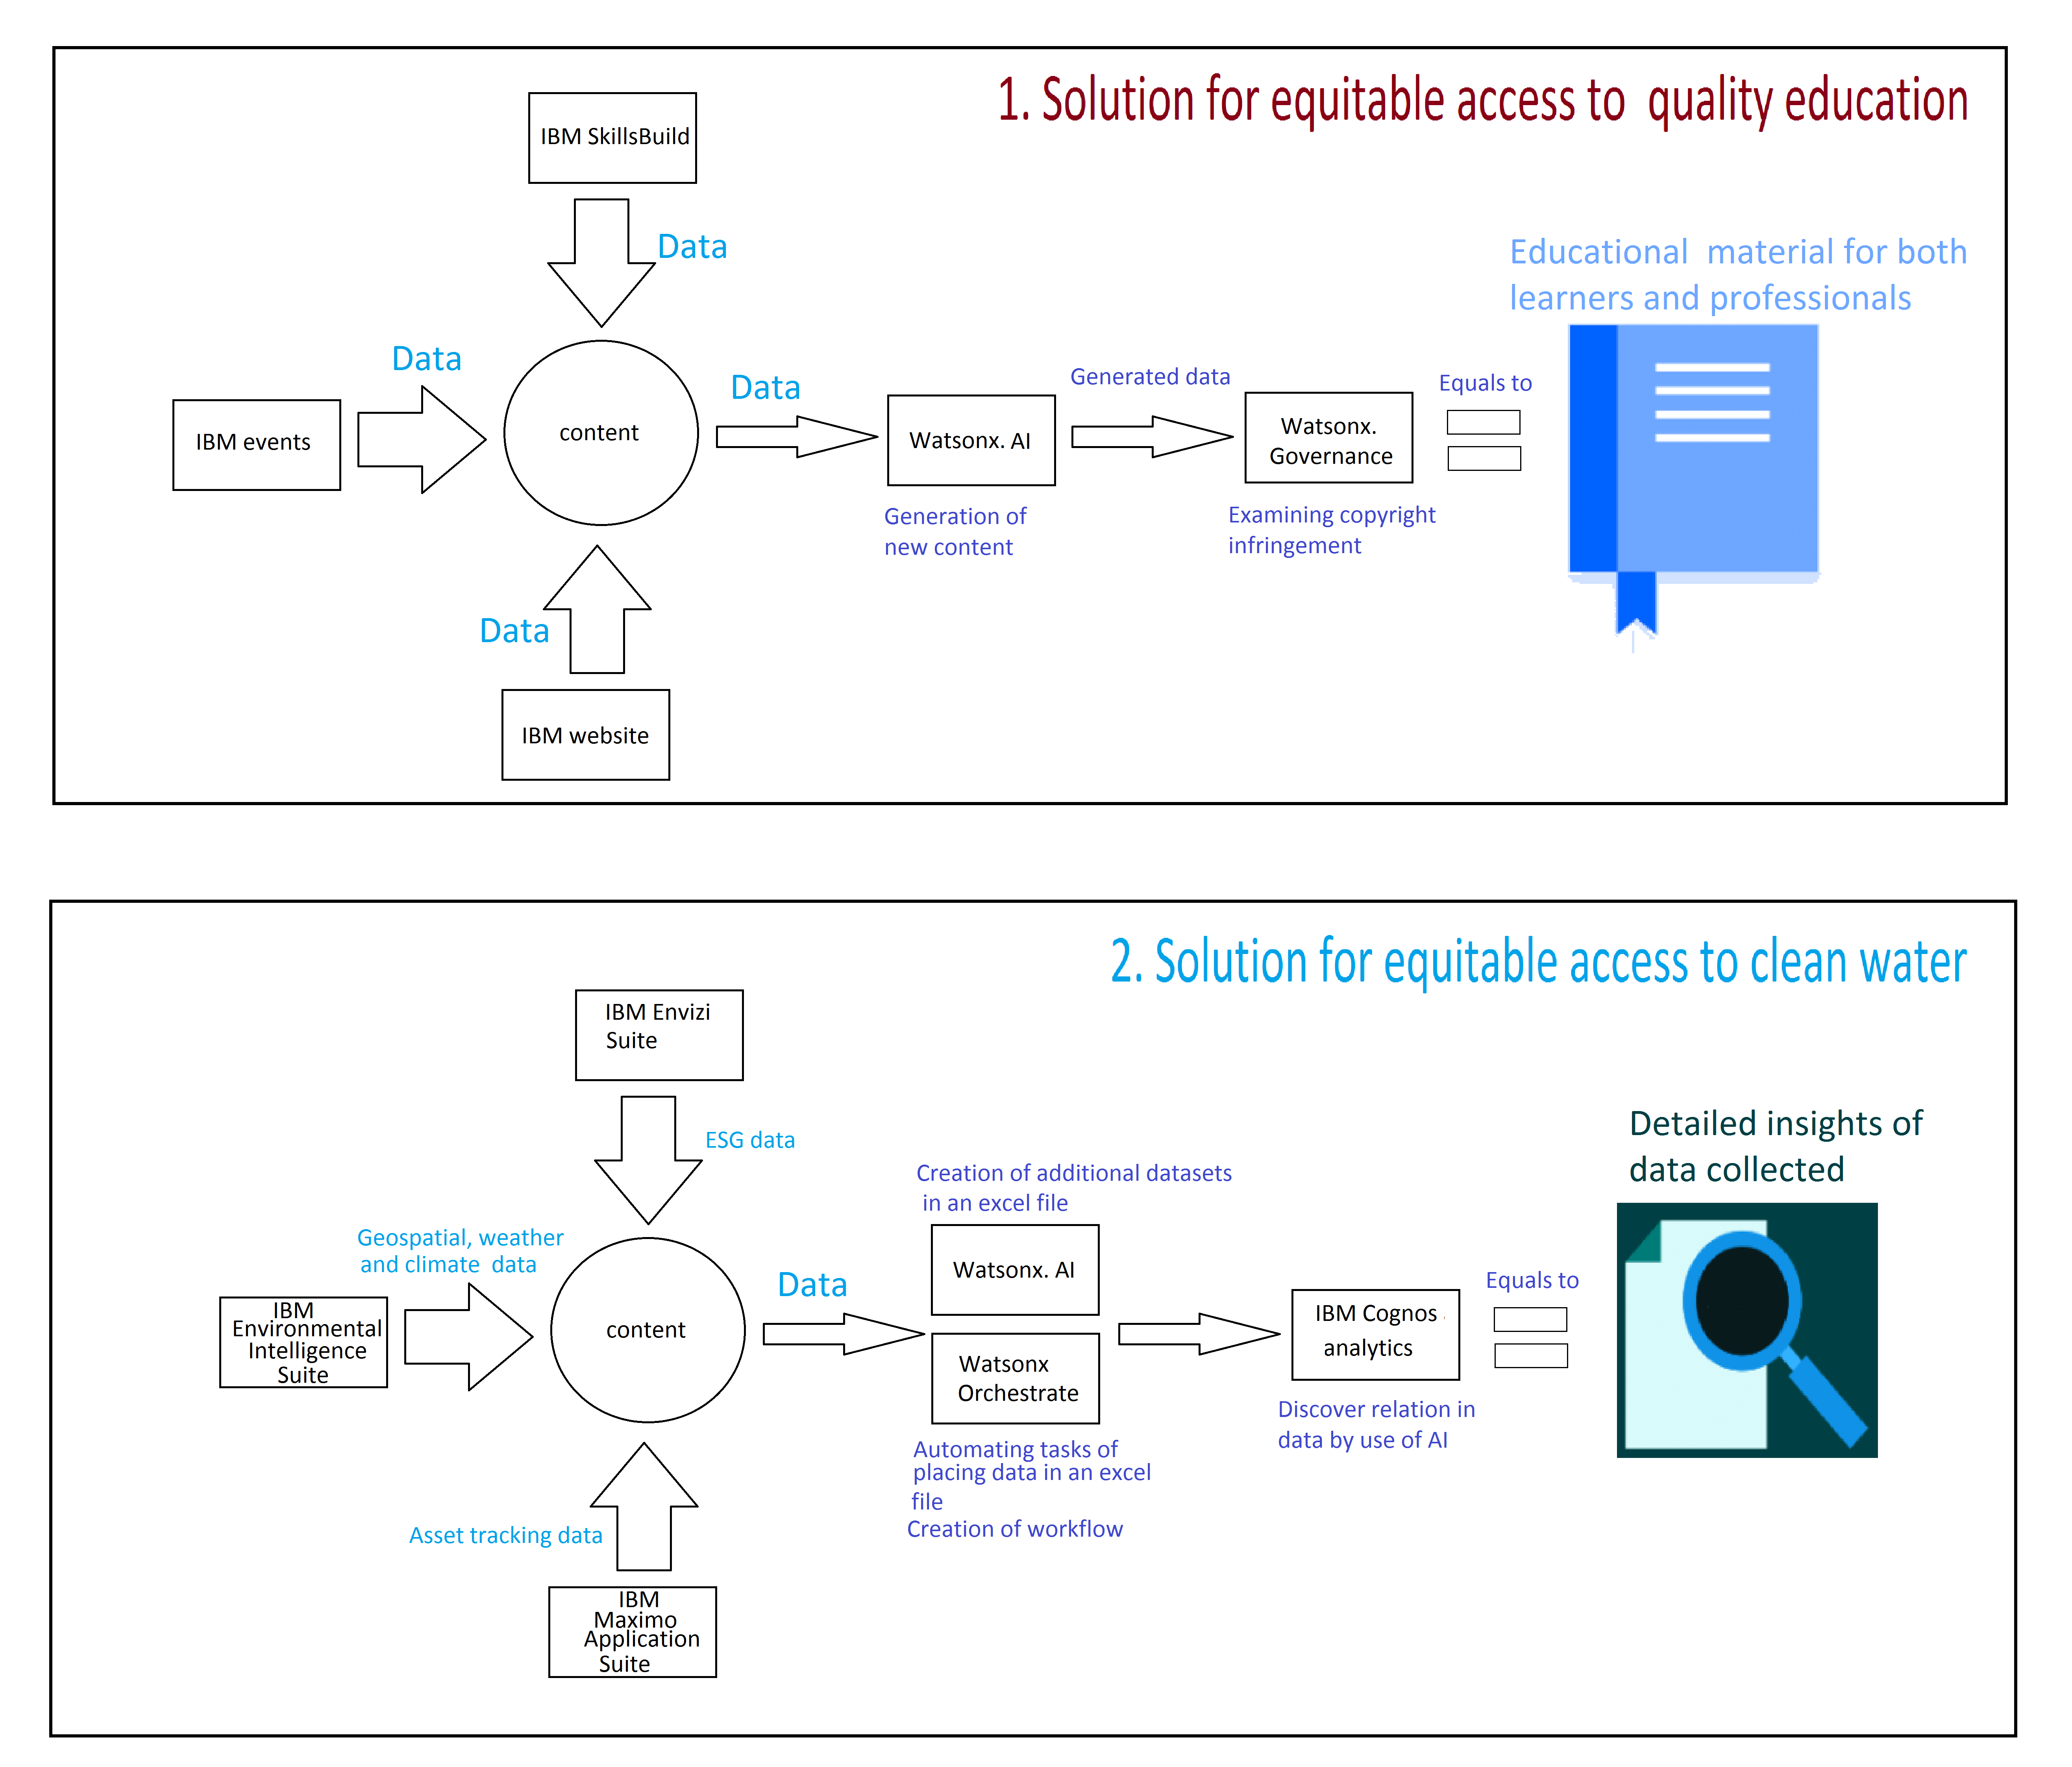 1. Solution for equitable access to quality education
IBM SkillsBuild
Data
Educational material for both
learners and professionals
Data
IBM events
content
Data
Watsonx. AI
Generation of
new content
Generated data
Watsonx.
Governance
Examining copyright
infringement
Equals to
Data
IBM website
2. Solution for equitable access to clean water
IBM Envizi
Suite
ESG data
Geospatial, weather
and climate data
IBM
Environmental
Intelligence
Suite
content
Data
Creation of additional datasets
in an excel file
Watsonx. AI
Watsonx
Orchestrate
Automating tasks of
placing data in an excel
file
Creation of workflow
IBM Cognos
analytics
Discover relation in
data by use of AI
Equals to
Detailed insights of
data collected
Asset tracking data
IBM
Maximo
Application
Suite